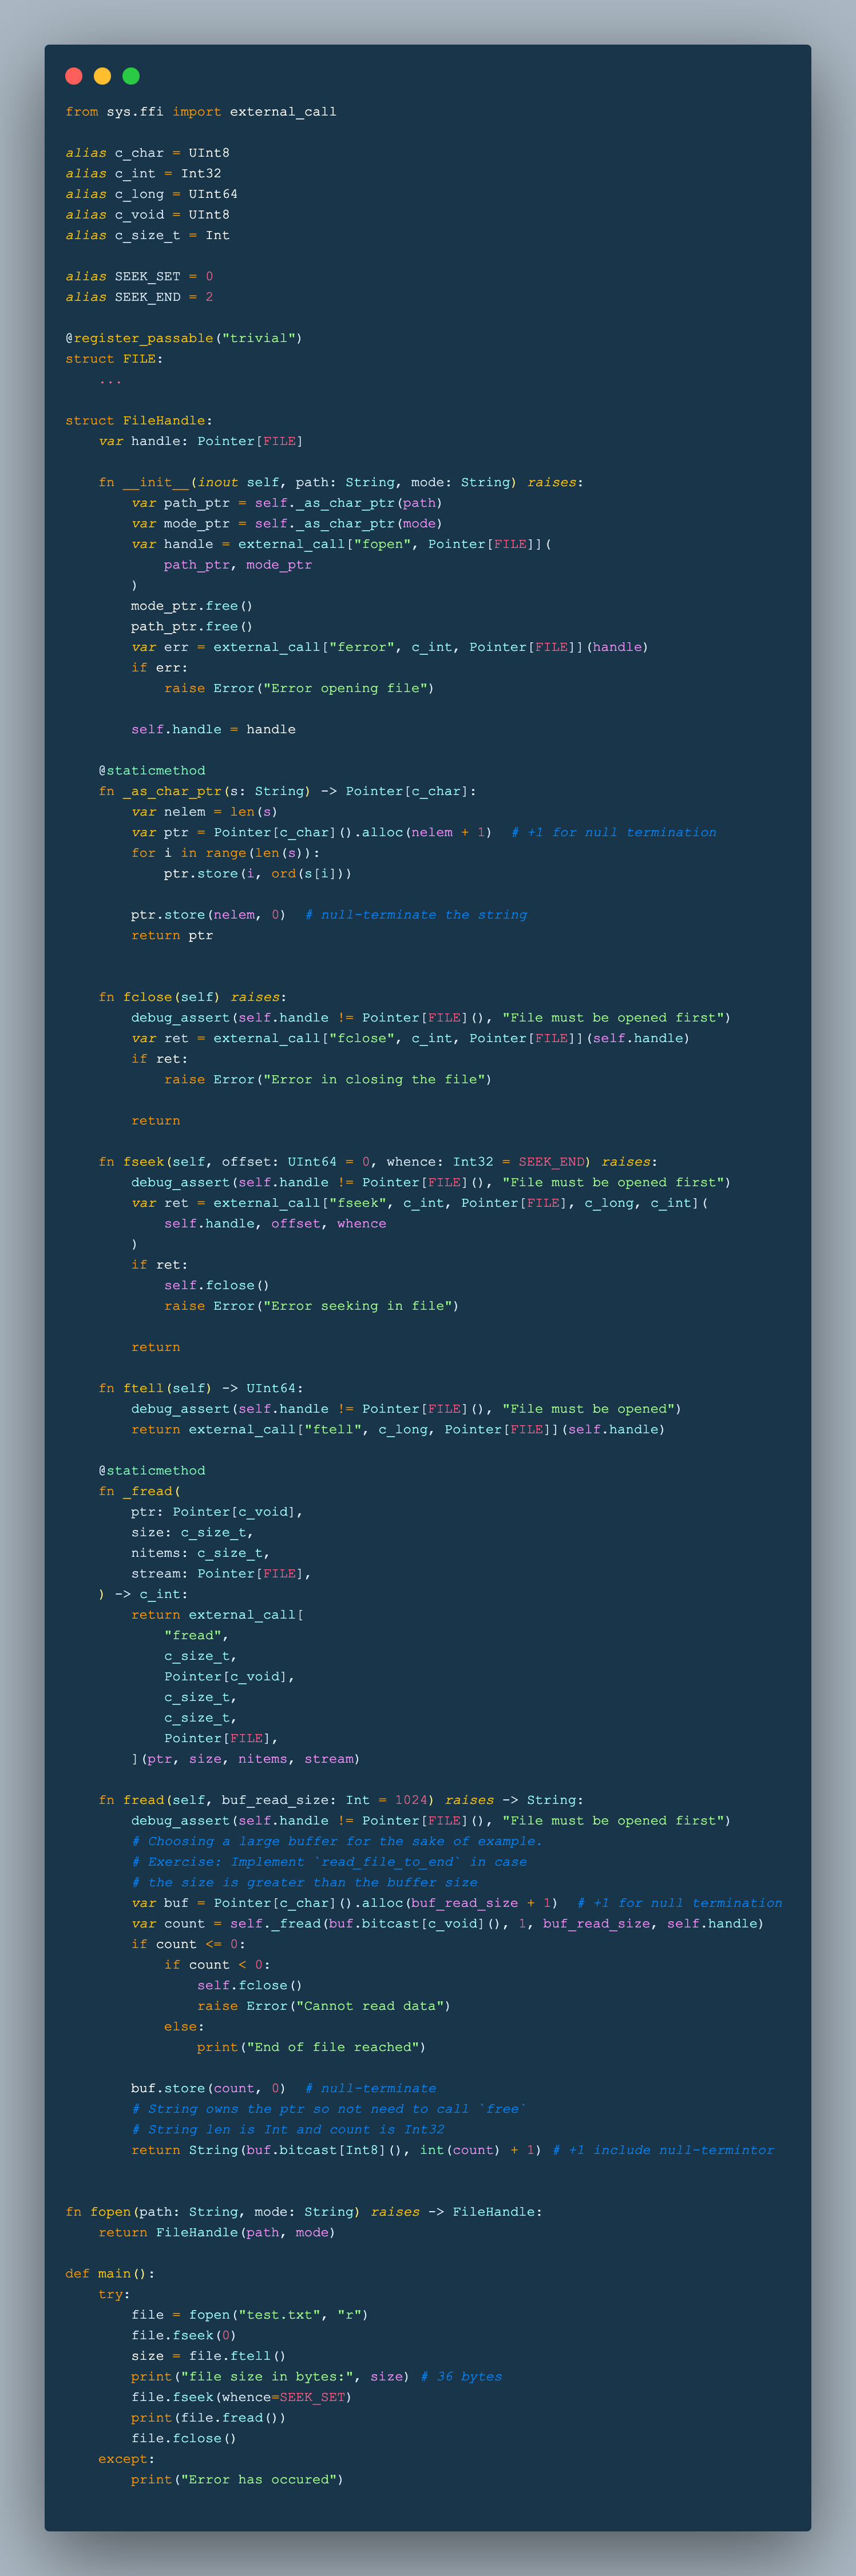 from sys.ffi import external_call

alias c_char = UInt8
alias c_int = Int32
alias c_long = UInt64
alias c_void = UInt8
alias c_size_t = Int

alias SEEK_SET = 0
alias SEEK_END = 2

@register_passable("trivial")
struct FILE:
    ...

struct FileHandle:
    var handle: Pointer[FILE]

    fn __init__(inout self, path: String, mode: String) raises:
        var path_ptr = self._as_char_ptr(path)
        var mode_ptr = self._as_char_ptr(mode)
        var handle = external_call["fopen", Pointer[FILE]](
            path_ptr, mode_ptr
        )
        mode_ptr.free()
        path_ptr.free()
        var err = external_call["ferror", c_int, Pointer[FILE]](handle)
        if err:
            raise Error("Error opening file")

        self.handle = handle

    @staticmethod
    fn _as_char_ptr(s: String) -> Pointer[c_char]:
        var nelem = len(s)
        var ptr = Pointer[c_char]().alloc(nelem + 1)  # +1 for null termination
        for i in range(len(s)):
            ptr.store(i, ord(s[i]))

        ptr.store(nelem, 0)  # null-terminate the string
        return ptr


    fn fclose(self) raises:
        debug_assert(self.handle != Pointer[FILE](), "File must be opened first")
        var ret = external_call["fclose", c_int, Pointer[FILE]](self.handle)
        if ret:
            raise Error("Error in closing the file")

        return

    fn fseek(self, offset: UInt64 = 0, whence: Int32 = SEEK_END) raises:
        debug_assert(self.handle != Pointer[FILE](), "File must be opened first")
        var ret = external_call["fseek", c_int, Pointer[FILE], c_long, c_int](
            self.handle, offset, whence
        )
        if ret:
            self.fclose()
            raise Error("Error seeking in file")

        return

    fn ftell(self) -> UInt64:
        debug_assert(self.handle != Pointer[FILE](), "File must be opened")
        return external_call["ftell", c_long, Pointer[FILE]](self.handle)

    @staticmethod
    fn _fread(
        ptr: Pointer[c_void],
        size: c_size_t,
        nitems: c_size_t,
        stream: Pointer[FILE],
    ) -> c_int:
        return external_call[
            "fread",
            c_size_t,
            Pointer[c_void],
            c_size_t,
            c_size_t,
            Pointer[FILE],
        ](ptr, size, nitems, stream)

    fn fread(self, buf_read_size: Int = 1024) raises -> String:
        debug_assert(self.handle != Pointer[FILE](), "File must be opened first")
        # Choosing a large buffer for the sake of example.
        # Exercise: Implement `read_file_to_end` in case
        # the size is greater than the buffer size
        var buf = Pointer[c_char]().alloc(buf_read_size + 1)  # +1 for null termination
        var count = self._fread(buf.bitcast[c_void](), 1, buf_read_size, self.handle)
        if count <= 0:
            if count < 0:
                self.fclose()
                raise Error("Cannot read data")
            else:
                print("End of file reached")

        buf.store(count, 0)  # null-terminate
        # String owns the ptr so not need to call `free`
        # String len is Int and count is Int32
        return String(buf.bitcast[Int8](), int(count) + 1) # +1 include null-termintor


fn fopen(path: String, mode: String) raises -> FileHandle:
    return FileHandle(path, mode)

def main():
    try:
        file = fopen("test.txt", "r")
        file.fseek(0)
        size = file.ftell()
        print("file size in bytes:", size) # 36 bytes
        file.fseek(whence=SEEK_SET)
        print(file.fread())
        file.fclose()
    except:
        print("Error has occured")